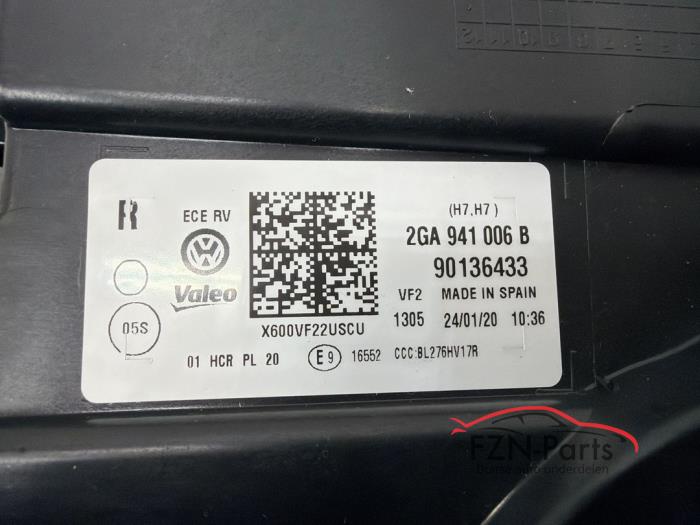 R
ECE RV
(H7,H7)
2GA 941 006 B
90136433
Valeo
VF2 MADE IN SPAIN
X600VF22USCU
1305 24/01/20 10:36
05S
01 HCR PL 20 E9 16552 CCC:BL276HV17R
FZN-Parts